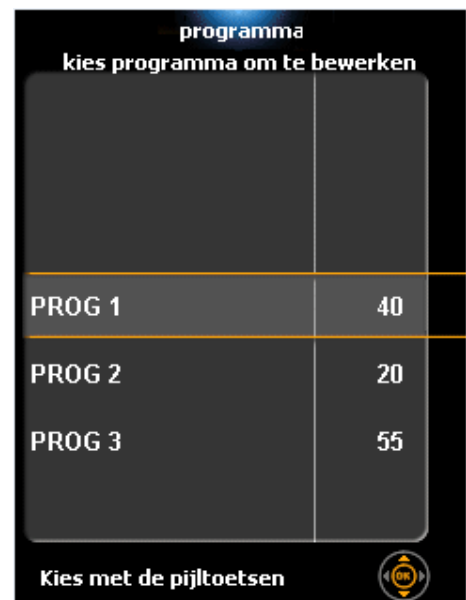 programma
kies programma om te bewerken
PROG 1 40
PROG 2 20
PROG 3 55
Kies met de pijltoetsen OK